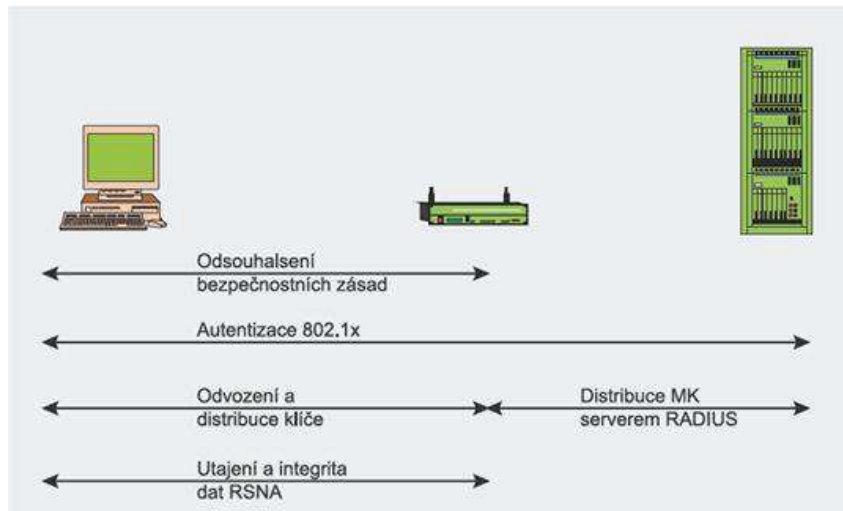 Odsouhalsení
bezpečnostních zásad
Autentizace 802.1x
Odvození a
distribuce klíče
Distribuce MK
serverem RADIUS
Utajení a integrita
dat RSNA